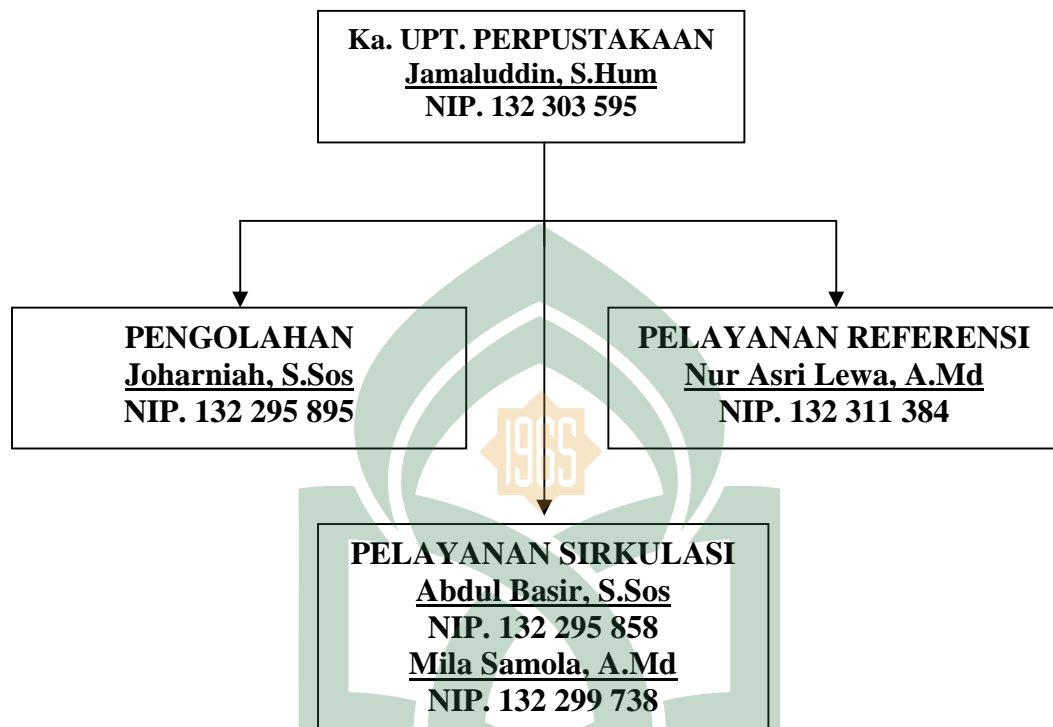 Ka. UPT. PERPUSTAKAAN
Jamaluddin, S.Hum
NIP. 132 303 595
PENGOLAHAN
Joharniah, S.Sos
NIP. 132 295 895
PELAYANAN REFERENSI
Nur Asri Lewa, A.Md
NIP. 132 311 384
1965
PELAYANAN SIRKULASI
Abdul Basir, S.Sos
NIP. 132 295 858
Mila Samola, A.Md
NIP. 132 299 738